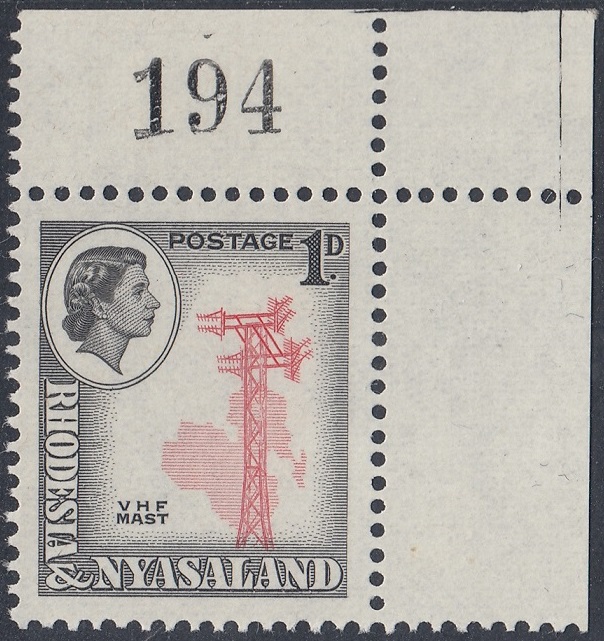 194
POSTAGE 1D.
VHF
MAST
RHODESIA & NYASALAND